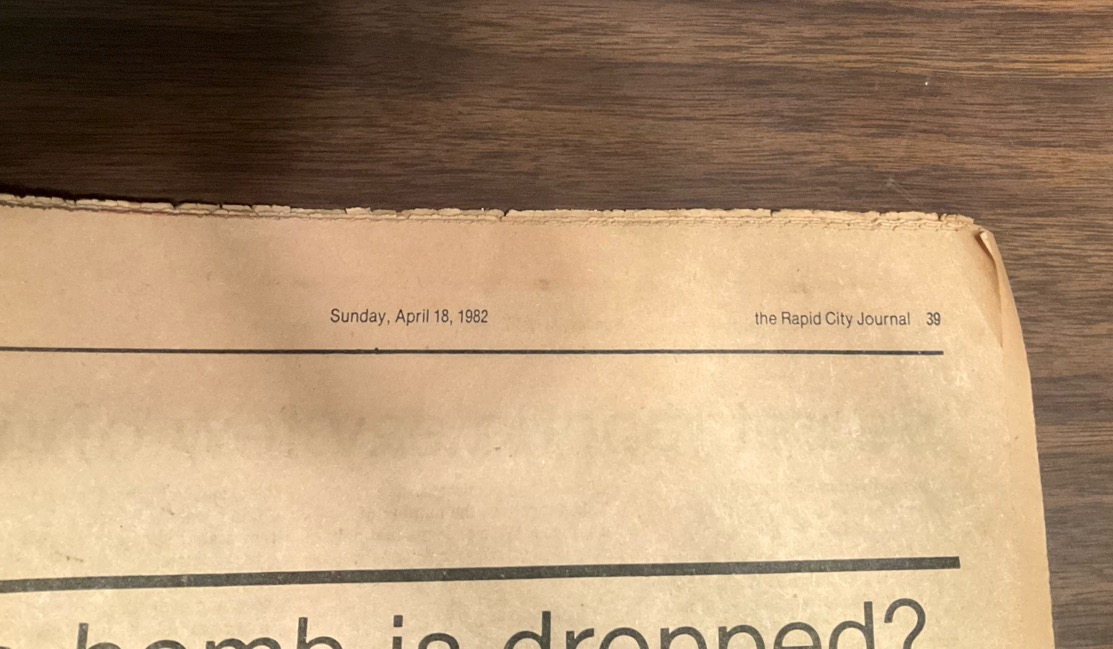 Sunday, April 18, 1982
the Rapid City Journal 39
bomb is dropped?